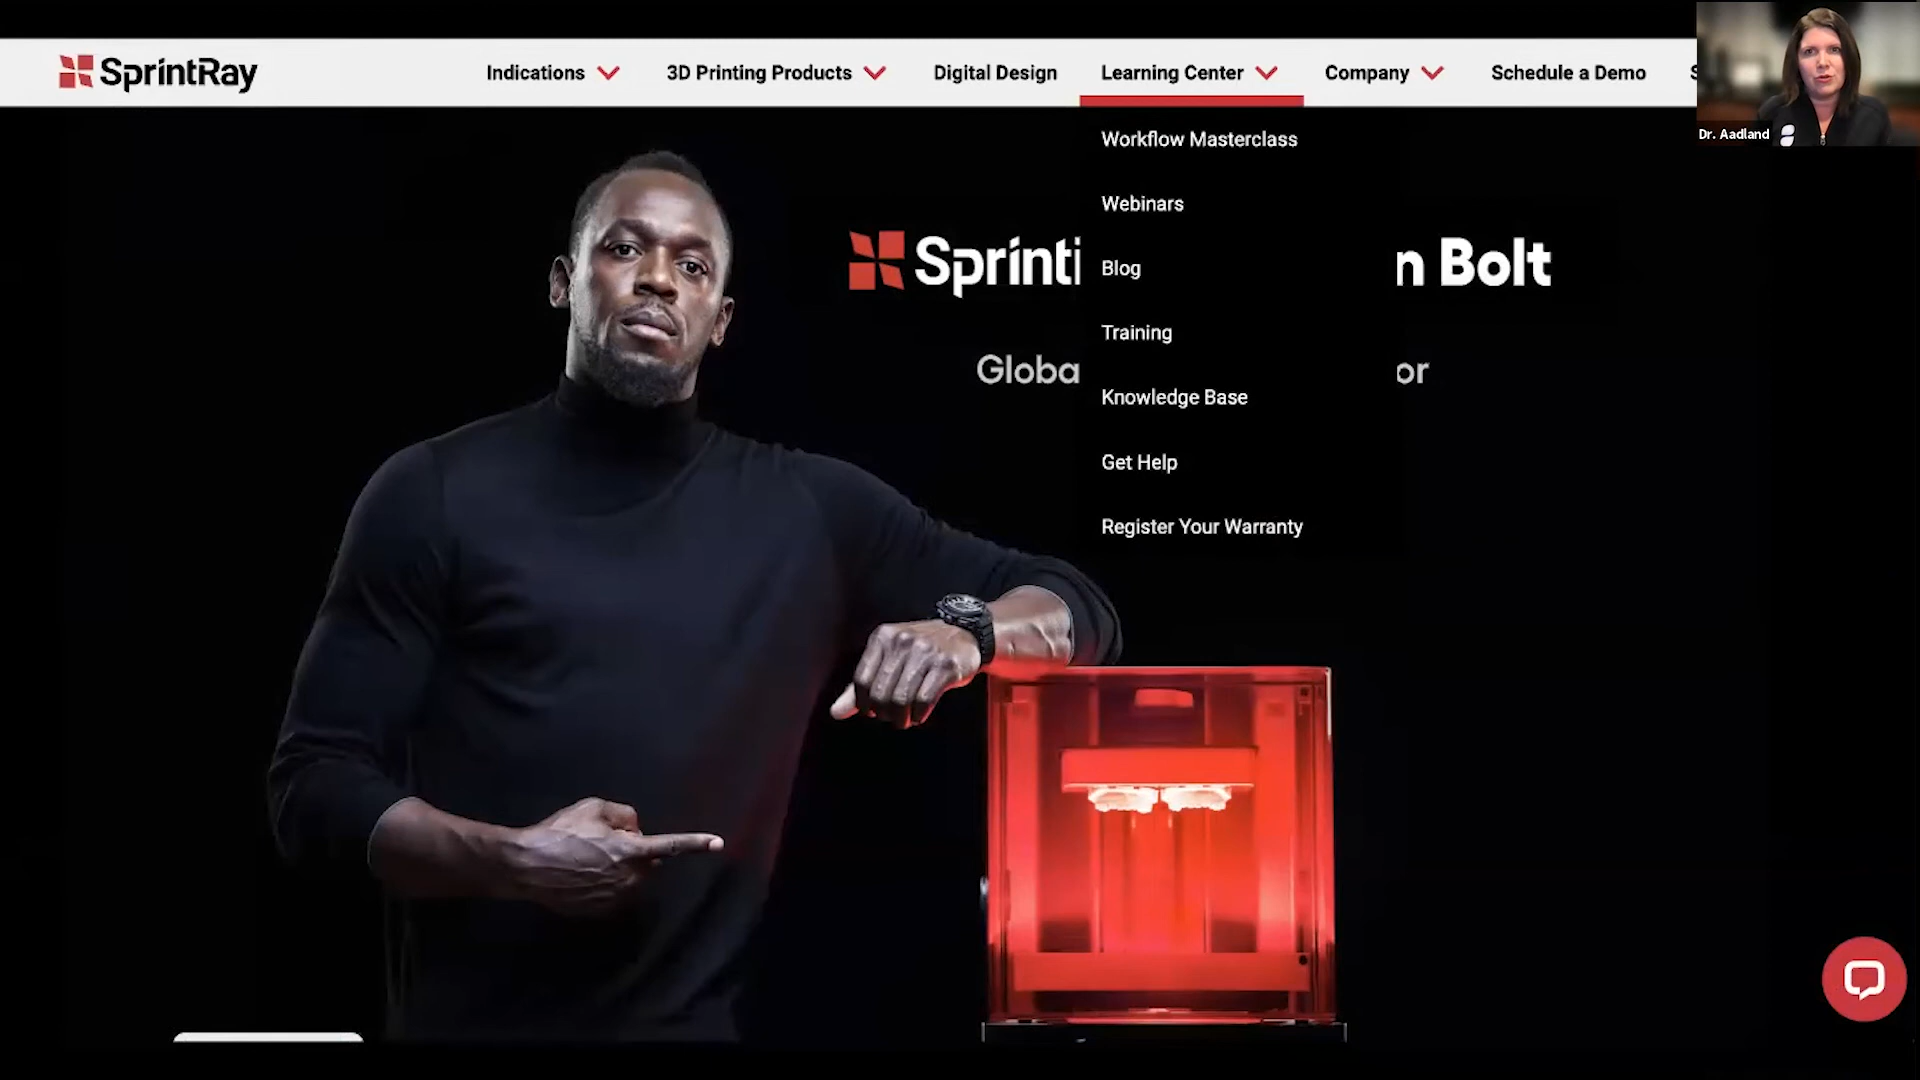 SprintRay
Indications
3D Printing Products
Digital Design
Learning Center
Company
Schedule a Demo
Dr. Aadland
Workflow Masterclass
Webinars
Blog
Training
Knowledge Base
Get Help
Register Your Warranty
Sprinti
n Bolt
Globa
or